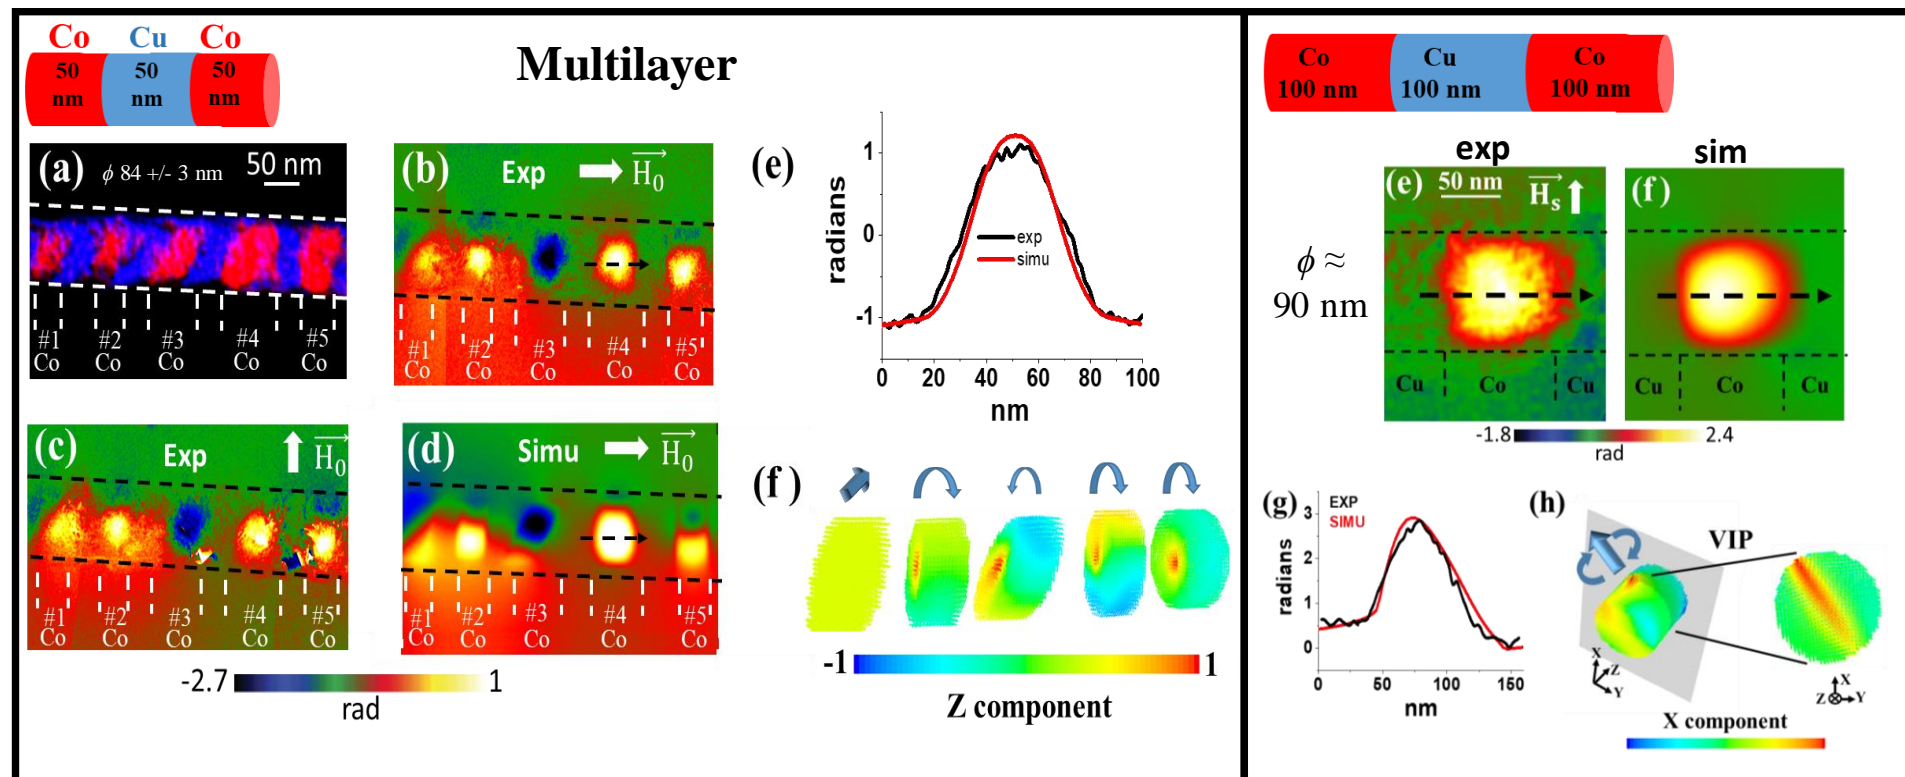 Co Cu Co
50 50 50
nm nm nm
Multilayer
(a)
ϕ 84 +/- 3 nm
50 nm
#1 #2 #3 #4 #5
Co Co Co Co Co
(b)
Exp
H₀
#1 #2 #3 #4 #5
Co Co Co Co Co
(c)
Exp
H₀
#1 #2 #3 #4 #5
Co Co Co Co Co
(d)
Simu
H₀
#1 #2 #3 #4 #5
Co Co Co Co Co
-2.7 1
rad
(e)
radians
1
0
-1
exp
simu
0 20 40 60 80 100
nm
(f )
-1 1
Z component
Co Cu Co
100 nm 100 nm 100 nm
exp sim
ϕ ≈
90 nm
(e)
50 nm
Hs
Cu Co Cu
(f)
Cu Co Cu
-1.8 2.4
rad
(g)
EXP
SIMU
radians
3
2
1
0
0 50 100 150
nm
(h)
VIP
X
Z
Y
X
Z Y
X component